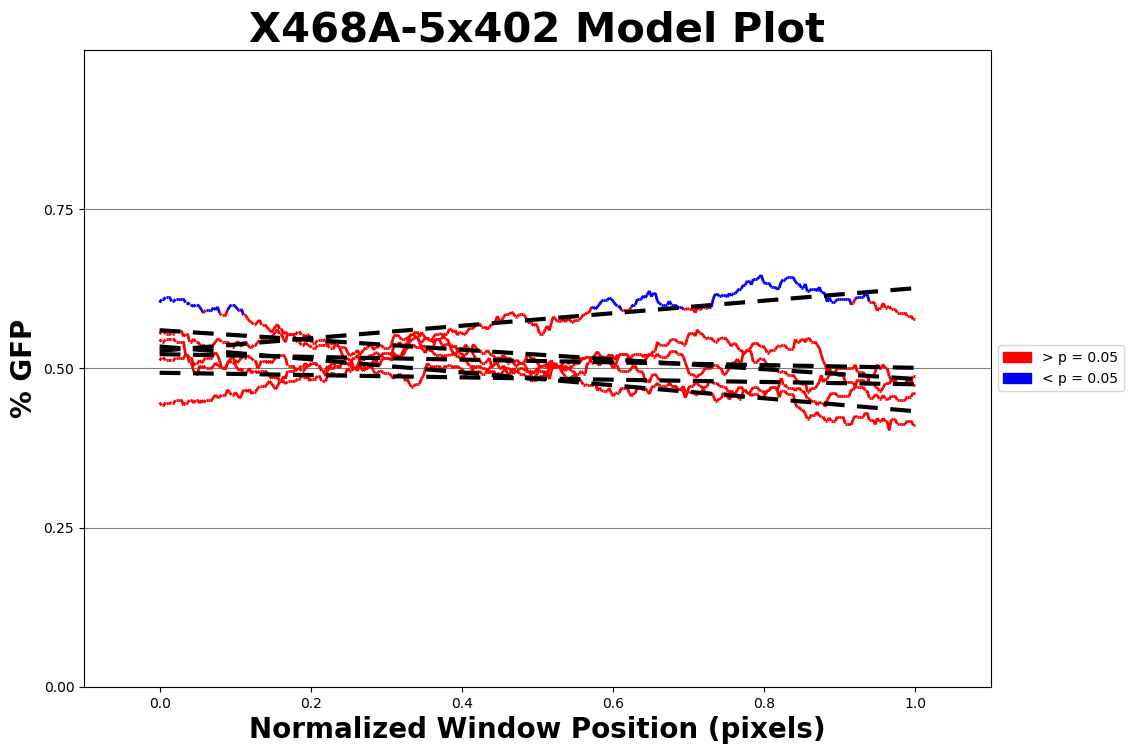 X468A-5x402 Model Plot
% GFP
0.75
0.50
0.25
0.00
0.0 0.2 0.4 0.6 0.8 1.0
Normalized Window Position (pixels)
> p = 0.05
< p = 0.05